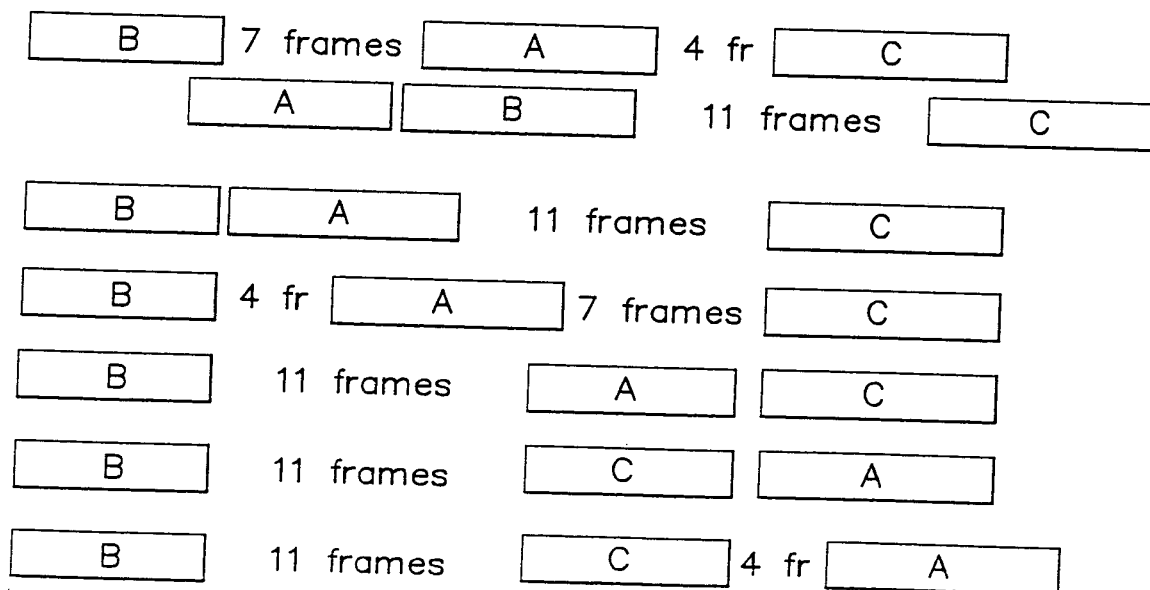 B 7 frames A 4 fr C
A B 11 frames C
B A 11 frames C
B 4 fr A 7 frames C
B 11 frames A C
B 11 frames C A
B 11 frames C 4 fr A